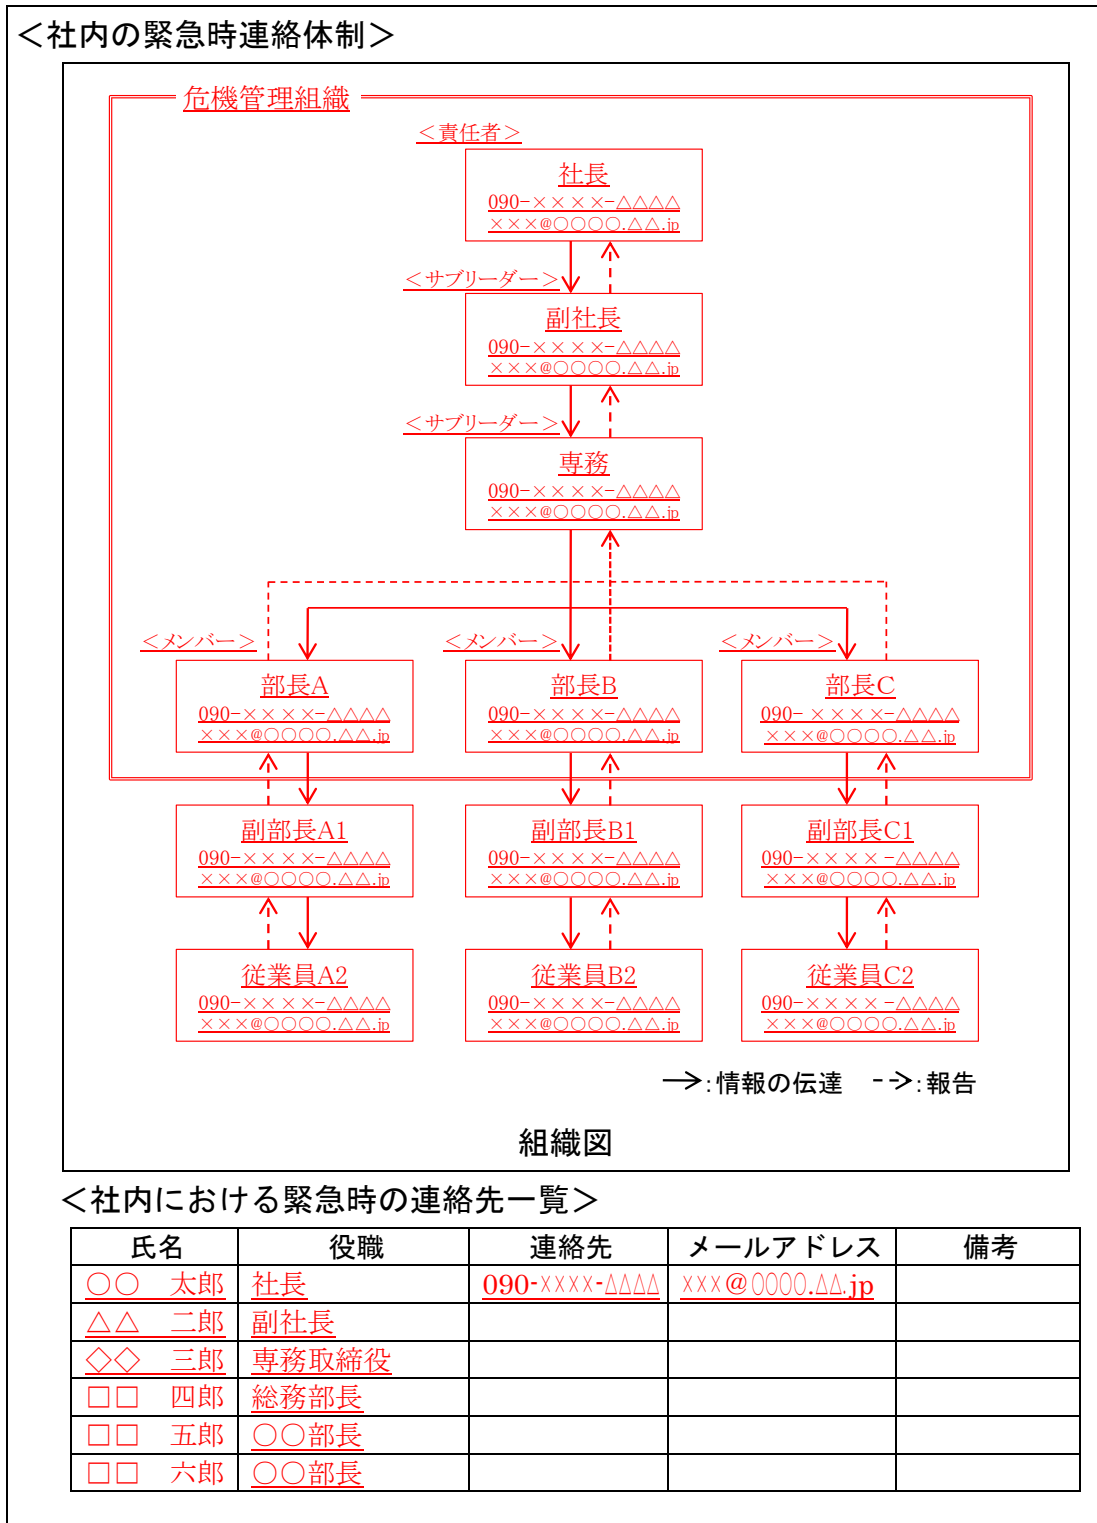 ＜社内の緊急時連絡体制＞
危機管理組織
＜責任者＞
社長
090-××××-△△△△
×××@○○○○.△△.jp
＜サブリーダー＞
副社長
090-××××-△△△△
×××@○○○○.△△.jp
＜サブリーダー＞
専務
090-××××-△△△△
×××@○○○○.△△.jp
＜メンバー＞ ＜メンバー＞ ＜メンバー＞
部長A 部長B 部長C
090-××××-△△△△ 090-××××-△△△△ 090-××××-△△△△
×××@○○○○.△△.jp ×××@○○○○.△△.jp ×××@○○○○.△△.jp
副部長A1 副部長B1 副部長C1
090-××××-△△△△ 090-××××-△△△△ 090-××××-△△△△
×××@○○○○.△△.jp ×××@○○○○.△△.jp ×××@○○○○.△△.jp
従業員A2 従業員B2 従業員C2
090-××××-△△△△ 090-××××-△△△△ 090-××××-△△△△
×××@○○○○.△△.jp ×××@○○○○.△△.jp ×××@○○○○.△△.jp
→:情報の伝達 -->:報告
組織図
＜社内における緊急時の連絡先一覧＞
氏名 役職 連絡先 メールアドレス 備考
○○　太郎 社長 090-××××-△△△△ ×××@○○○○.△△.jp
△△　二郎 副社長
◇◇　三郎 専務取締役
□□　四郎 総務部長
□□　五郎 ○○部長
□□　六郎 ○○部長